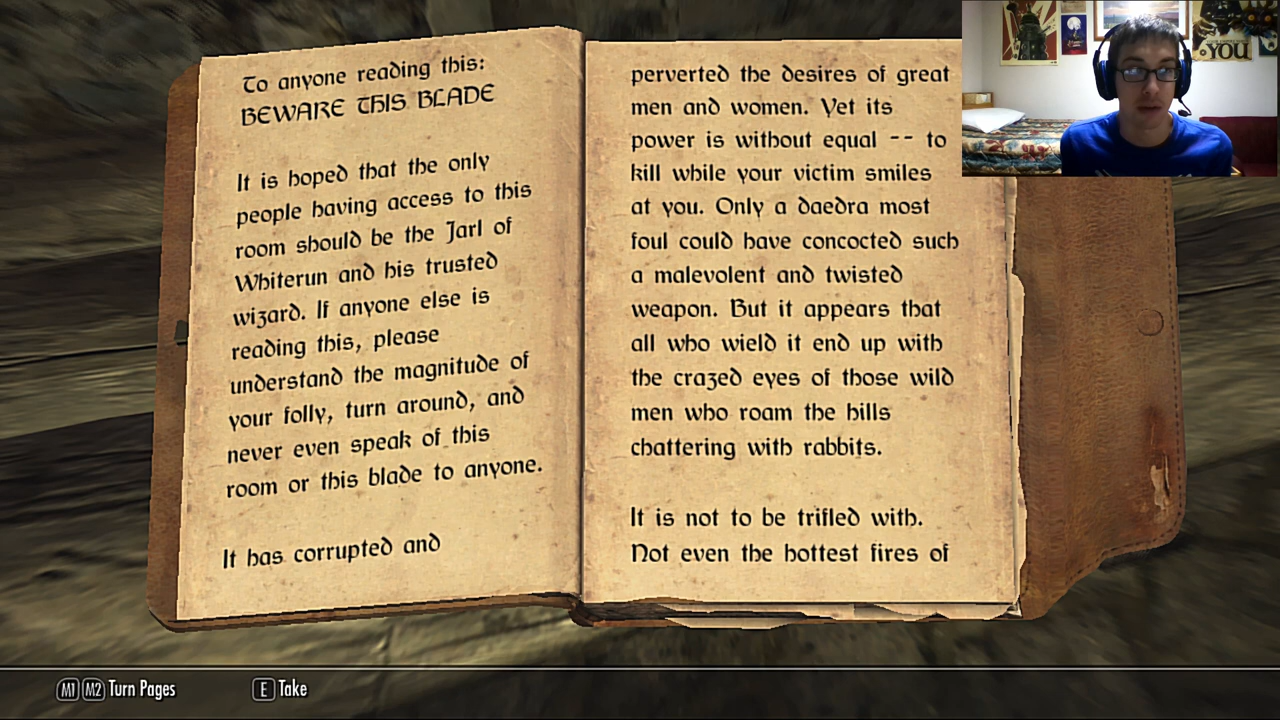 To anyone reading this:
BEWARE THIS BLADE
It is hoped that the only
people having access to this
room should be the Jarl of
Whiterun and his trusted
wizard. If anyone else is
reading this, please
understand the magnitude of
your folly, turn around, and
never even speak of this
room or this blade to anyone.
It has corrupted and
perverted the desires of great
men and women. Yet its
power is without equal -- to
kill while your victim smiles
at you. Only a daedra most
foul could have concocted such
a malevolent and twisted
weapon. But it appears that
all who wield it end up with
the crazed eyes of those wild
men who roam the hills
chattering with rabbits.
It is not to be trifled with.
Not even the hottest fires of
YOU
M1 M2 Turn Pages
E Take